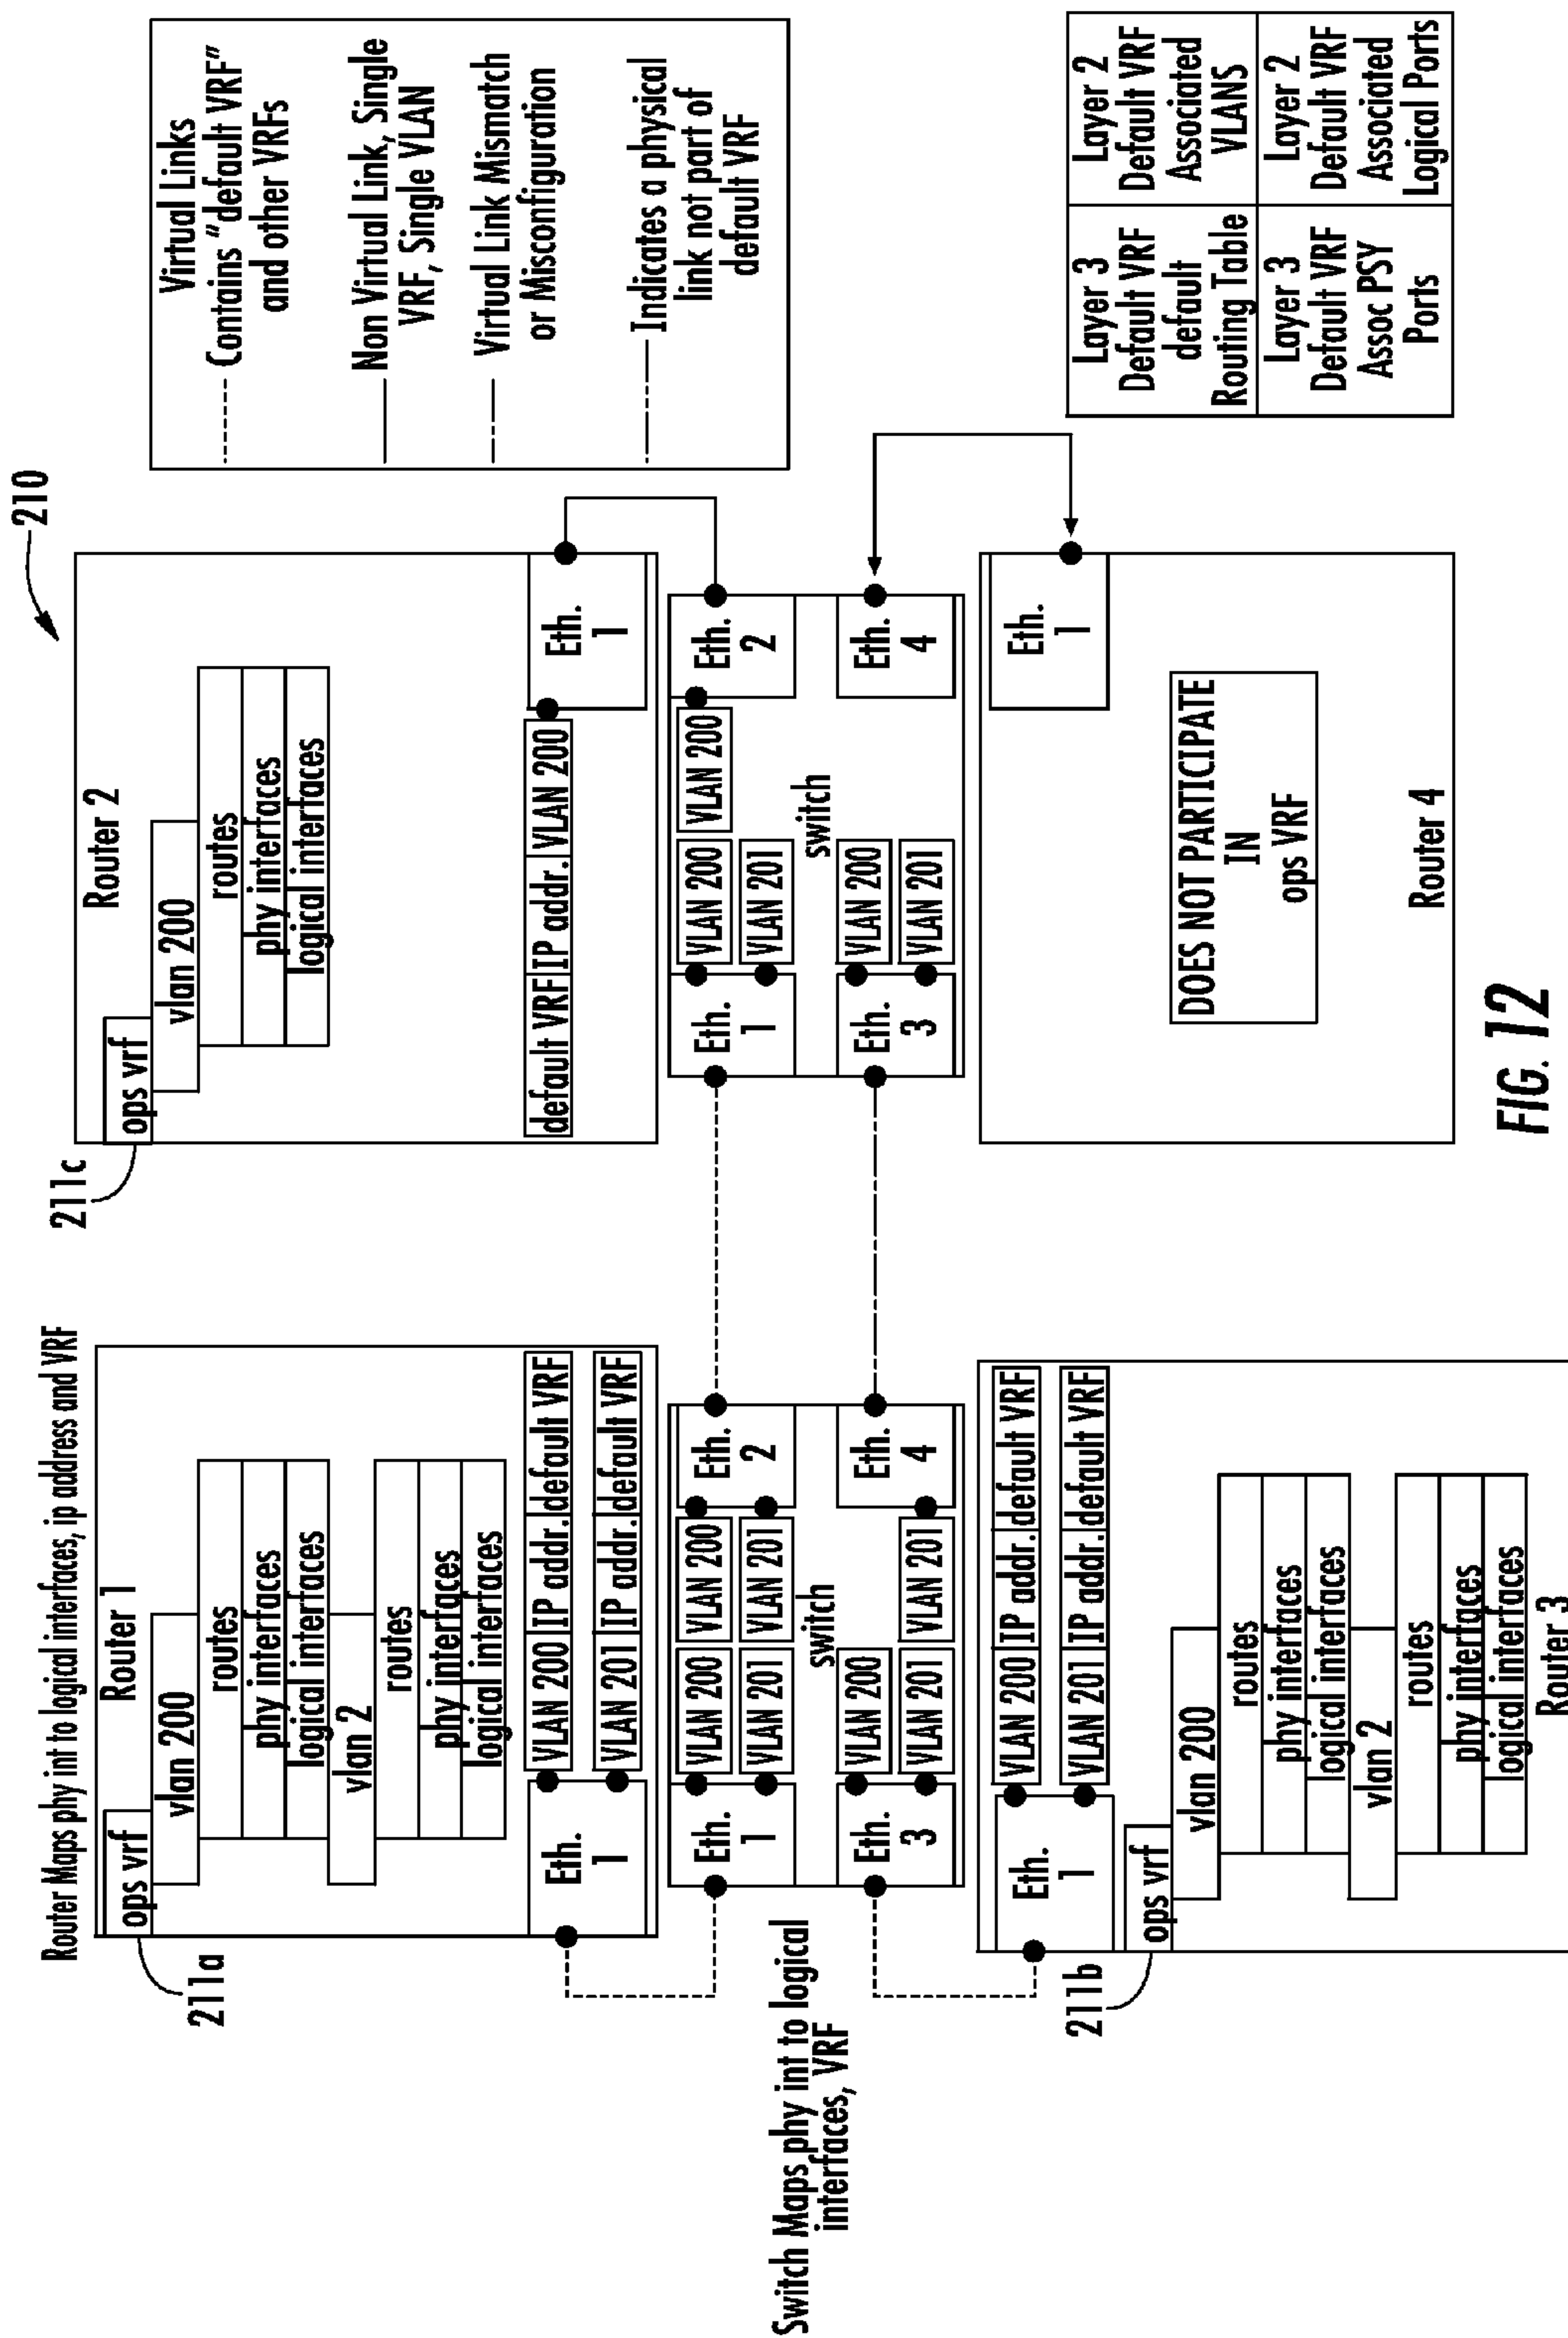 210
Router Maps phy int to logical interfaces, ip address and VRF
211a
ops vrf
Router 1
vlan 200
routes
phy interfaces
logical interfaces
vlan 2
routes
phy interfaces
logical interfaces
Eth. 1
VLAN 200 IP addr. default VRF
VLAN 201 IP addr. default VRF
211c
ops vrf
Router 2
vlan 200
routes
phy interfaces
logical interfaces
default VRF IP addr. VLAN 200
Eth. 1
Virtual Links
Contains "default VRF"
and other VRFs
Non Virtual Link, Single
VRF, Single VLAN
Virtual Link Mismatch
or Misconfiguration
Indicates a physical
link not part of
default VRF
Switch Maps phy int to logical
interfaces, VRF
Eth. 1
VLAN 200
VLAN 201
VLAN 200
VLAN 201
Eth. 2
switch
Eth. 3
VLAN 200
VLAN 201
VLAN 201
Eth. 4
Eth. 1
VLAN 200
VLAN 201
VLAN 200
Eth. 2
switch
Eth. 3
VLAN 200
VLAN 201
Eth. 4
211b
Eth. 1
VLAN 200 IP addr. default VRF
VLAN 201 IP addr. default VRF
ops vrf
vlan 200
routes
phy interfaces
logical interfaces
vlan 2
routes
phy interfaces
logical interfaces
Router 3
Eth. 1
DOES NOT PARTICIPATE
IN
ops VRF
Router 4
Layer 3
Default VRF
default
Routing Table
Layer 2
Default VRF
Associated
VLANS
Layer 3
Default VRF
Assoc PSY
Ports
Layer 2
Default VRF
Associated
Logical Ports
FIG. 12